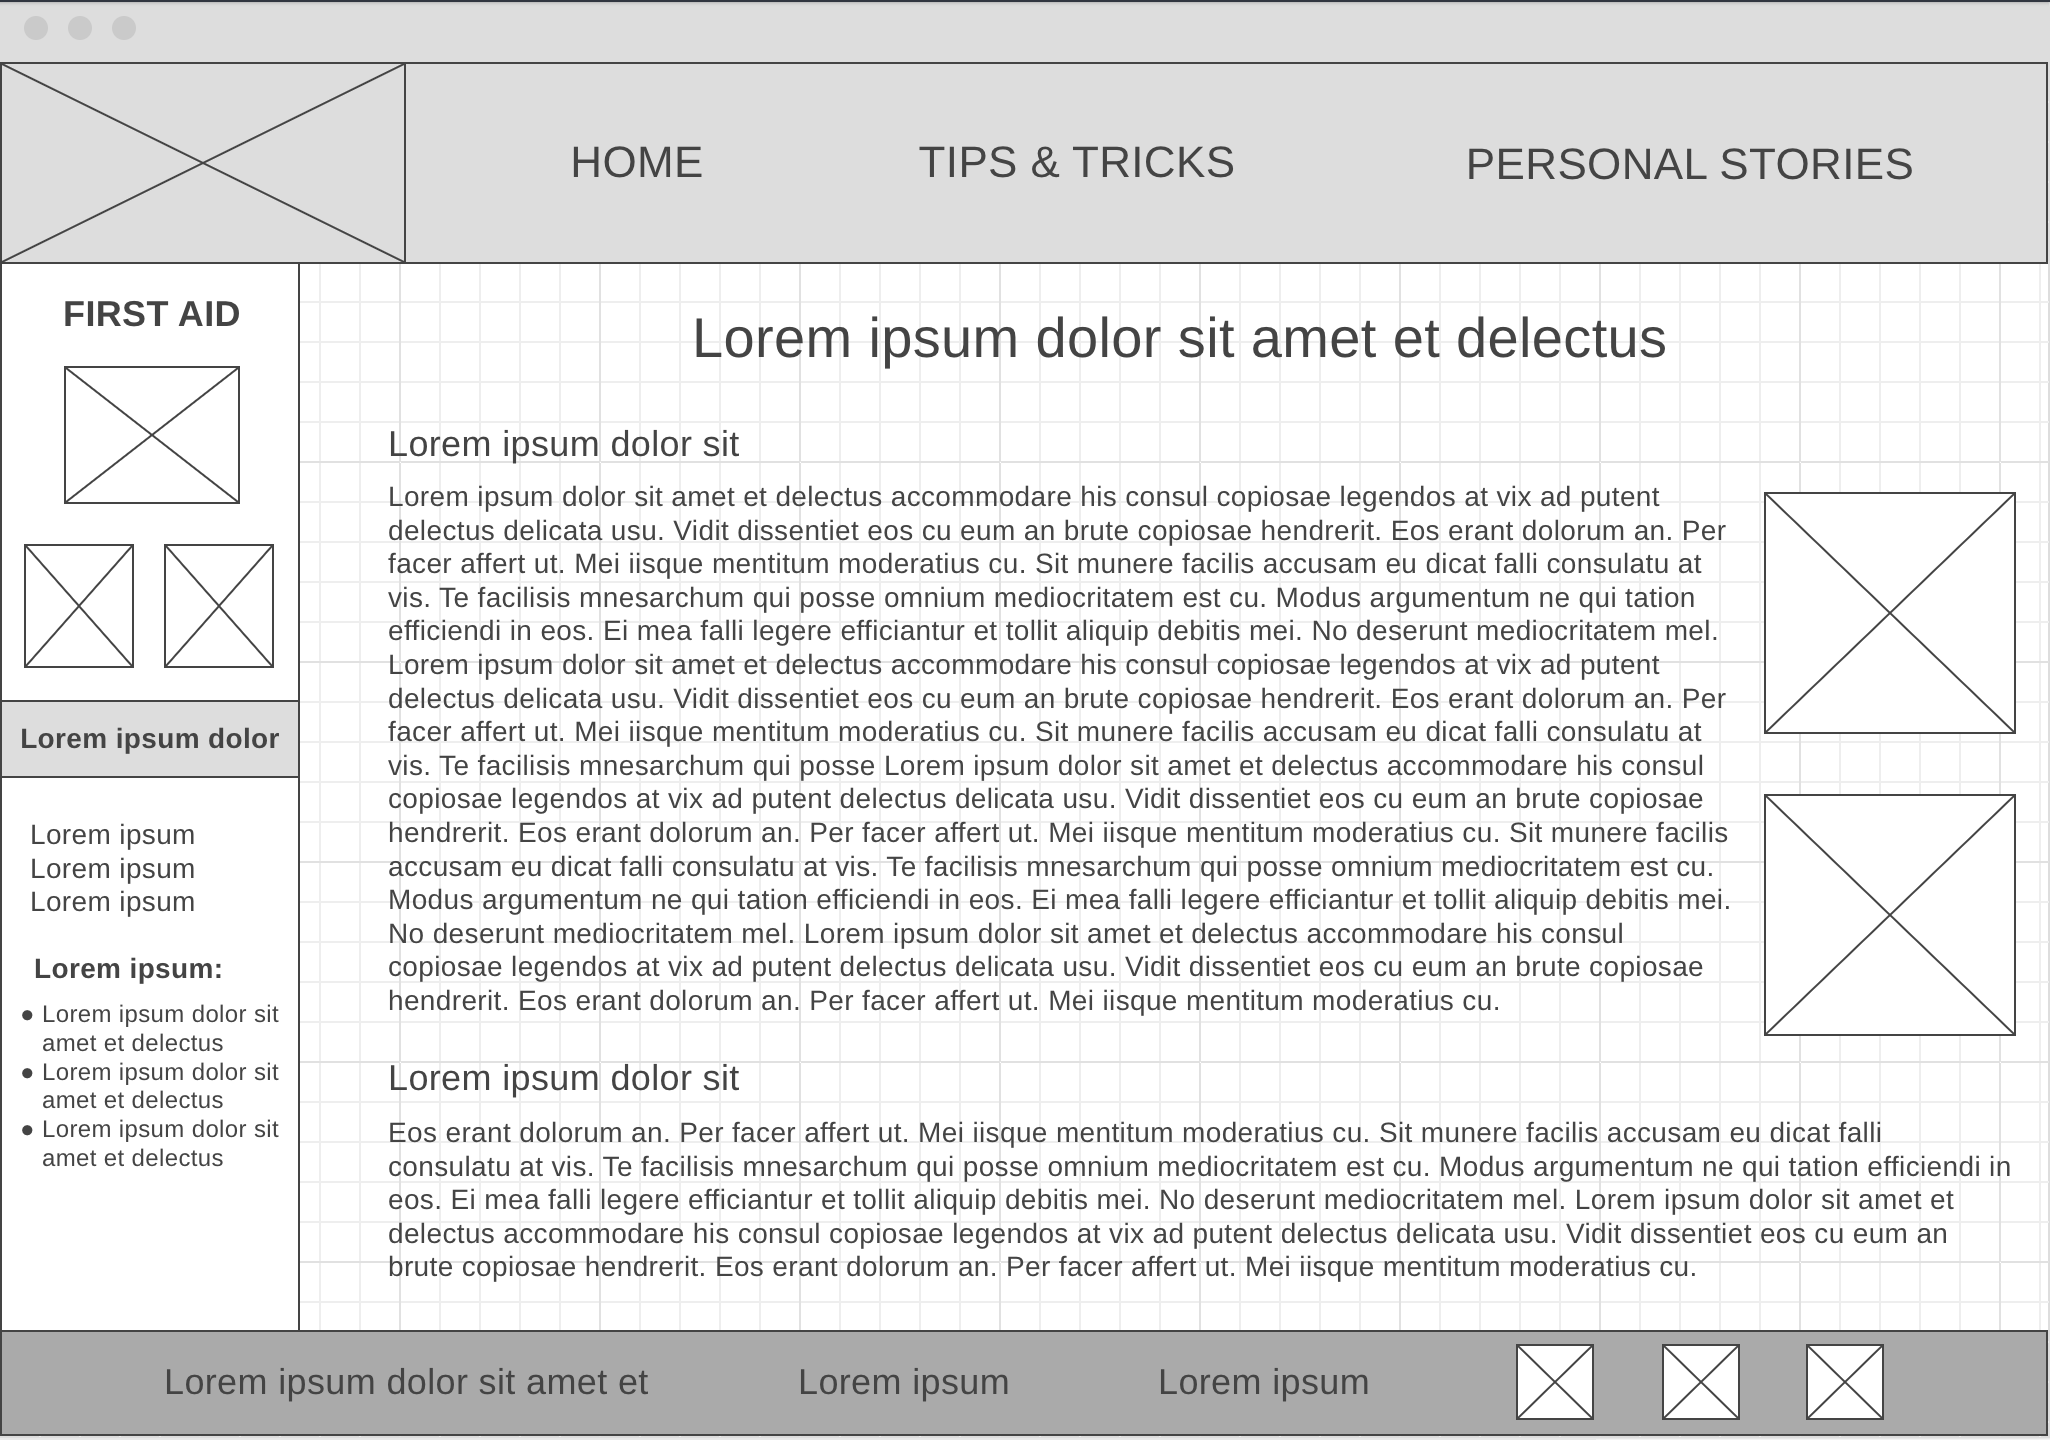 HOME
TIPS & TRICKS
PERSONAL STORIES
FIRST AID
Lorem ipsum dolor
Lorem ipsum
Lorem ipsum
Lorem ipsum
Lorem ipsum:
● Lorem ipsum dolor sit
amet et delectus
● Lorem ipsum dolor sit
amet et delectus
● Lorem ipsum dolor sit
amet et delectus
Lorem ipsum dolor sit amet et delectus
Lorem ipsum dolor sit
Lorem ipsum dolor sit amet et delectus accommodare his consul copiosae legendos at vix ad putent
delectus delicata usu. Vidit dissentiet eos cu eum an brute copiosae hendrerit. Eos erant dolorum an. Per
facer affert ut. Mei iisque mentitum moderatius cu. Sit munere facilis accusam eu dicat falli consulatu at
vis. Te facilisis mnesarchum qui posse omnium mediocritatem est cu. Modus argumentum ne qui tation
efficiendi in eos. Ei mea falli legere efficiantur et tollit aliquip debitis mei. No deserunt mediocritatem mel.
Lorem ipsum dolor sit amet et delectus accommodare his consul copiosae legendos at vix ad putent
delectus delicata usu. Vidit dissentiet eos cu eum an brute copiosae hendrerit. Eos erant dolorum an. Per
facer affert ut. Mei iisque mentitum moderatius cu. Sit munere facilis accusam eu dicat falli consulatu at
vis. Te facilisis mnesarchum qui posse Lorem ipsum dolor sit amet et delectus accommodare his consul
copiosae legendos at vix ad putent delectus delicata usu. Vidit dissentiet eos cu eum an brute copiosae
hendrerit. Eos erant dolorum an. Per facer affert ut. Mei iisque mentitum moderatius cu. Sit munere facilis
accusam eu dicat falli consulatu at vis. Te facilisis mnesarchum qui posse omnium mediocritatem est cu.
Modus argumentum ne qui tation efficiendi in eos. Ei mea falli legere efficiantur et tollit aliquip debitis mei.
No deserunt mediocritatem mel. Lorem ipsum dolor sit amet et delectus accommodare his consul
copiosae legendos at vix ad putent delectus delicata usu. Vidit dissentiet eos cu eum an brute copiosae
hendrerit. Eos erant dolorum an. Per facer affert ut. Mei iisque mentitum moderatius cu.
Lorem ipsum dolor sit
Eos erant dolorum an. Per facer affert ut. Mei iisque mentitum moderatius cu. Sit munere facilis accusam eu dicat falli
consulatu at vis. Te facilisis mnesarchum qui posse omnium mediocritatem est cu. Modus argumentum ne qui tation efficiendi in
eos. Ei mea falli legere efficiantur et tollit aliquip debitis mei. No deserunt mediocritatem mel. Lorem ipsum dolor sit amet et
delectus accommodare his consul copiosae legendos at vix ad putent delectus delicata usu. Vidit dissentiet eos cu eum an
brute copiosae hendrerit. Eos erant dolorum an. Per facer affert ut. Mei iisque mentitum moderatius cu.
Lorem ipsum dolor sit amet et
Lorem ipsum
Lorem ipsum